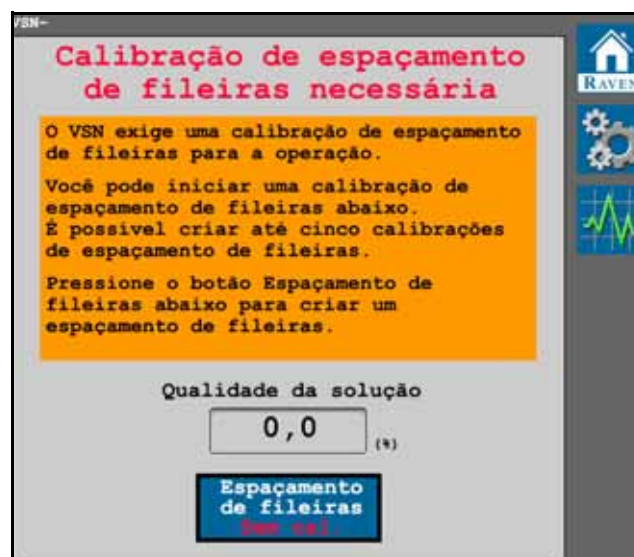 VSN-
Calibração de espaçamento
de fileiras necessária
O VSN exige uma calibração de espaçamento
de fileiras para a operação.
Você pode iniciar uma calibração de
espaçamento de fileiras abaixo.
É possivel criar até cinco calibrações
de espaçamento de fileiras.
Pressione o botão Espaçamento de
fileiras abaixo para criar um
espaçamento de fileiras.
Qualidade da solução
0,0
(%)
Espaçamento
de fileiras
Sem cal.
RAVEN